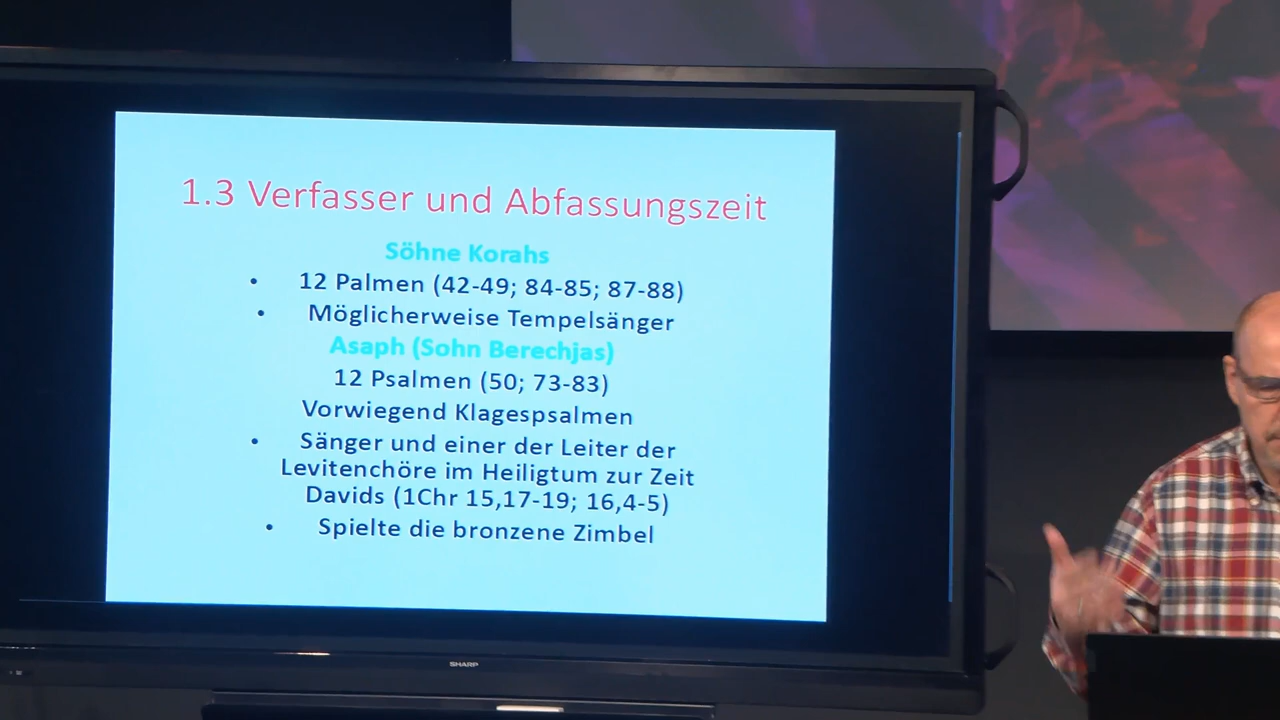 1.3 Verfasser und Abfassungszeit
Söhne Korahs
• 12 Palmen (42-49; 84-85; 87-88)
• Möglicherweise Tempelsänger
Asaph (Sohn Berechjas)
12 Psalmen (50; 73-83)
Vorwiegend Klagespsalmen
• Sänger und einer der Leiter der
Levitenchöre im Heiligtum zur Zeit
Davids (1Chr 15,17-19; 16,4-5)
• Spielte die bronzene Zimbel
SHARP